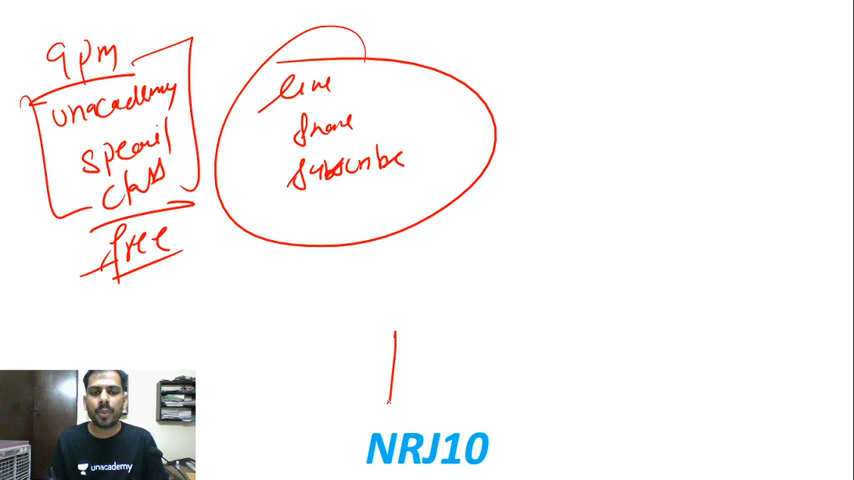 9pm
unacademy
special
class
free
like
share
subscribe
unacademy
NRJ10